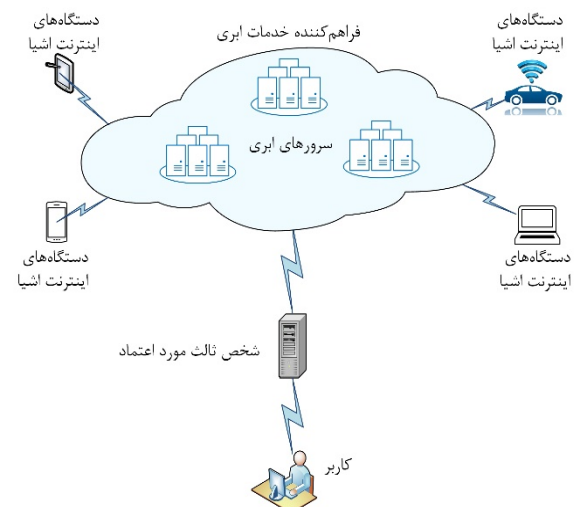 دستگاه‌های
اینترنت اشیا
فراهم‌کننده خدمات ابری
دستگاه‌های
اینترنت اشیا
سرورهای ابری
دستگاه‌های
اینترنت اشیا
دستگاه‌های
اینترنت اشیا
شخص ثالث مورد اعتماد
کاربر